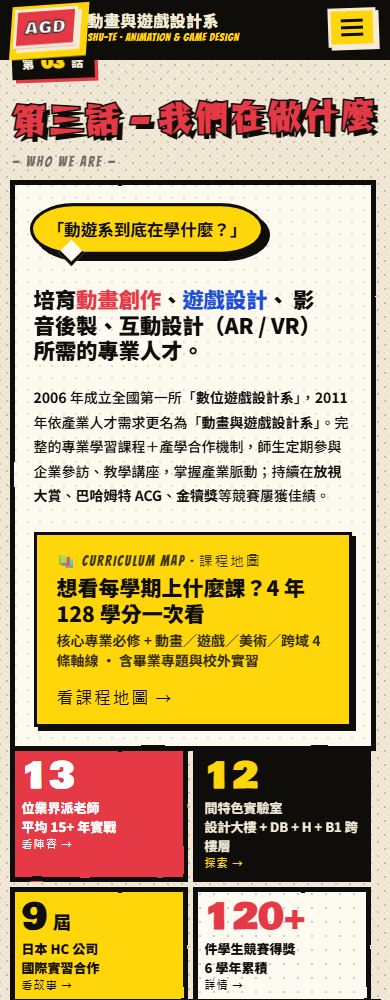 AGD
動畫與遊戲設計系
SHU-TE · ANIMATION & GAME DESIGN
第 03 話
第三話 – 我們在做什麼
– WHO WE ARE –
「動遊系到底在學什麼？」
培育動畫創作、遊戲設計、 影
音後製、互動設計（AR / VR）
所需的專業人才。
2006 年成立全國第一所「數位遊戲設計系」，2011
年依產業人才需求更名為「動畫與遊戲設計系」。完
整的專業學習課程＋產學合作機制，師生定期參與
企業參訪、教學講座，掌握產業脈動；持續在放視
大賞、巴哈姆特 ACG、金犢獎等競賽屢獲佳績。
CURRICULUM MAP · 課程地圖
想看每學期上什麼課？4 年
128 學分一次看
核心專業必修 + 動畫／遊戲／美術／跨域 4
條軸線 · 含畢業專題與校外實習
看課程地圖 →
13
位業界派老師
平均 15+ 年實戰
看陣容 →
12
間特色實驗室
設計大樓 + DB + H + B1 跨
樓層
探索 →
9 屆
日本 HC 公司
國際實習合作
看故事 →
120+
件學生競賽得獎
6 學年累積
詳情 →